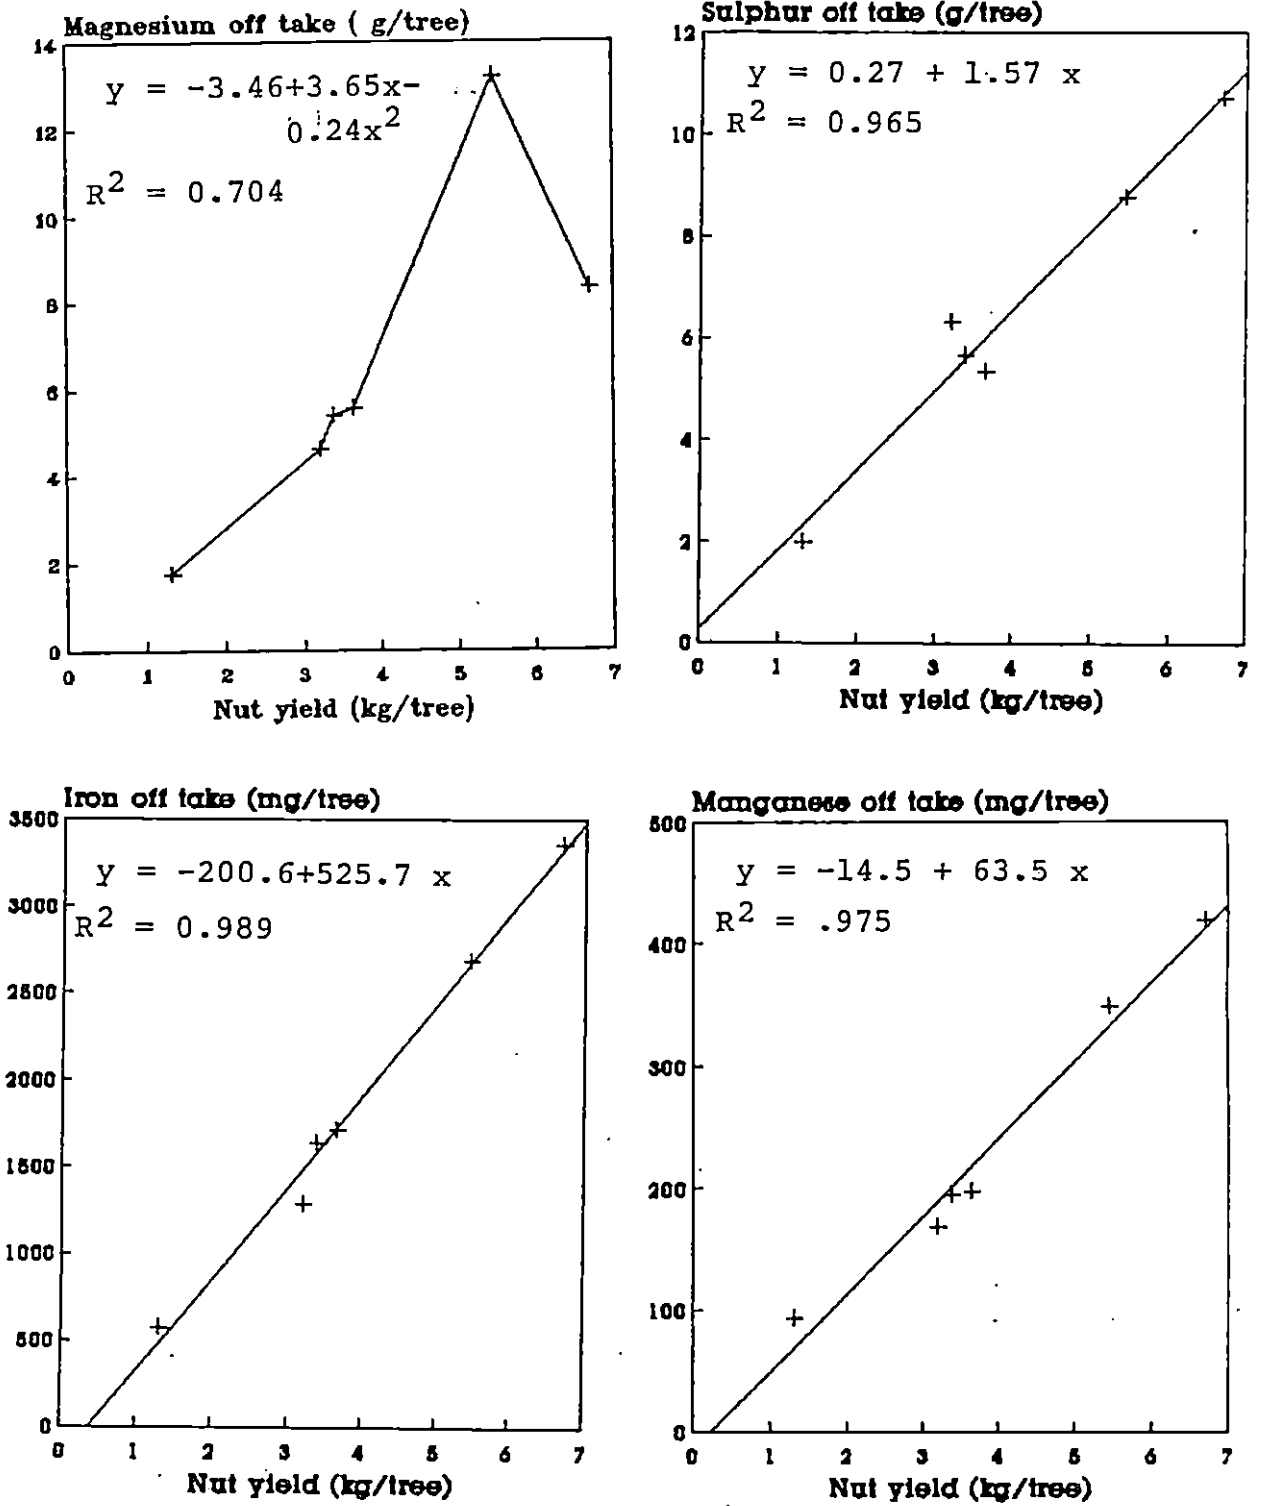 Magnesium off take ( g/tree)
14
12
10
8
6
4
2
0
y = -3.46+3.65x-
0.24x²
R² = 0.704
0 1 2 3 4 5 6 7
Nut yield (kg/tree)
Sulphur off take (g/tree)
12
10
8
6
4
2
0
y = 0.27 + 1.57 x
R² = 0.965
0 1 2 3 4 5 6 7
Nut yield (kg/tree)
Iron off take (mg/tree)
3500
3000
2500
2000
1500
1000
500
0
y = -200.6+525.7 x
R² = 0.989
0 1 2 3 4 5 6 7
Nut yield (kg/tree)
Manganese off take (mg/tree)
500
400
300
200
100
0
y = -14.5 + 63.5 x
R² = .975
0 1 2 3 4 5 6 7
Nut yield (kg/tree)